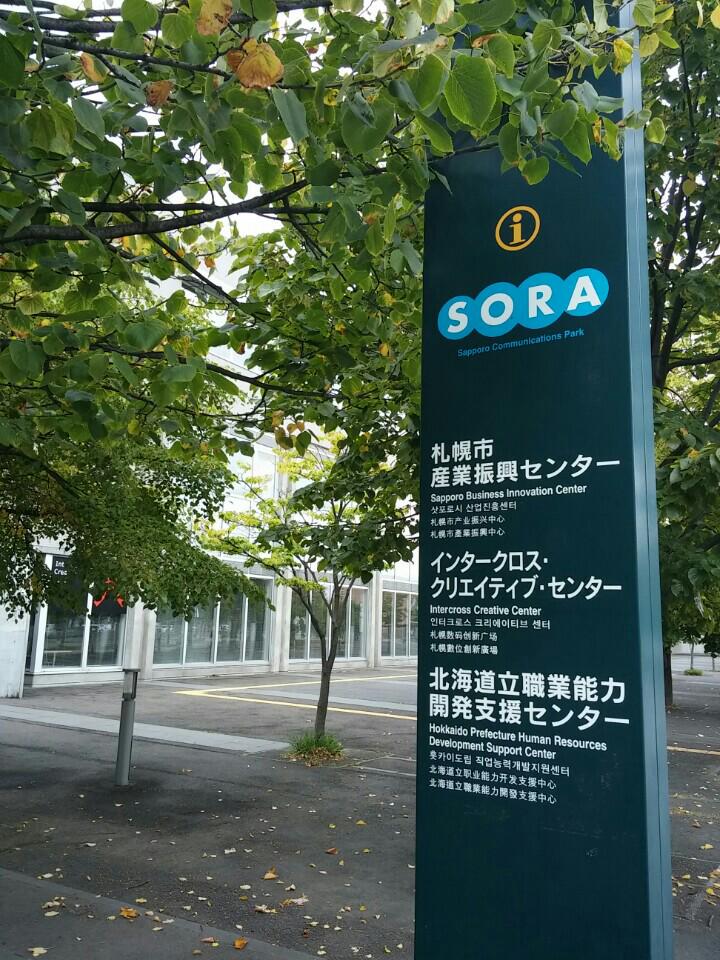 i
SORA
Sapporo Communications Park
札幌市
産業振興センター
Sapporo Business Innovation Center
삿포로시 산업진흥센터
札幌市产业振兴中心
札幌市產業振興中心
インタークロス・
クリエイティブ・センター
Intercross Creative Center
인터크로스 크리에이티브 센터
札幌数码创新广场
札幌數位創新廣場
北海道立職業能力
開発支援センター
Hokkaido Prefecture Human Resources
Development Support Center
홋카이도립 직업능력개발지원센터
北海道立职业能力开发支援中心
北海道立職業能力開發支援中心
Int